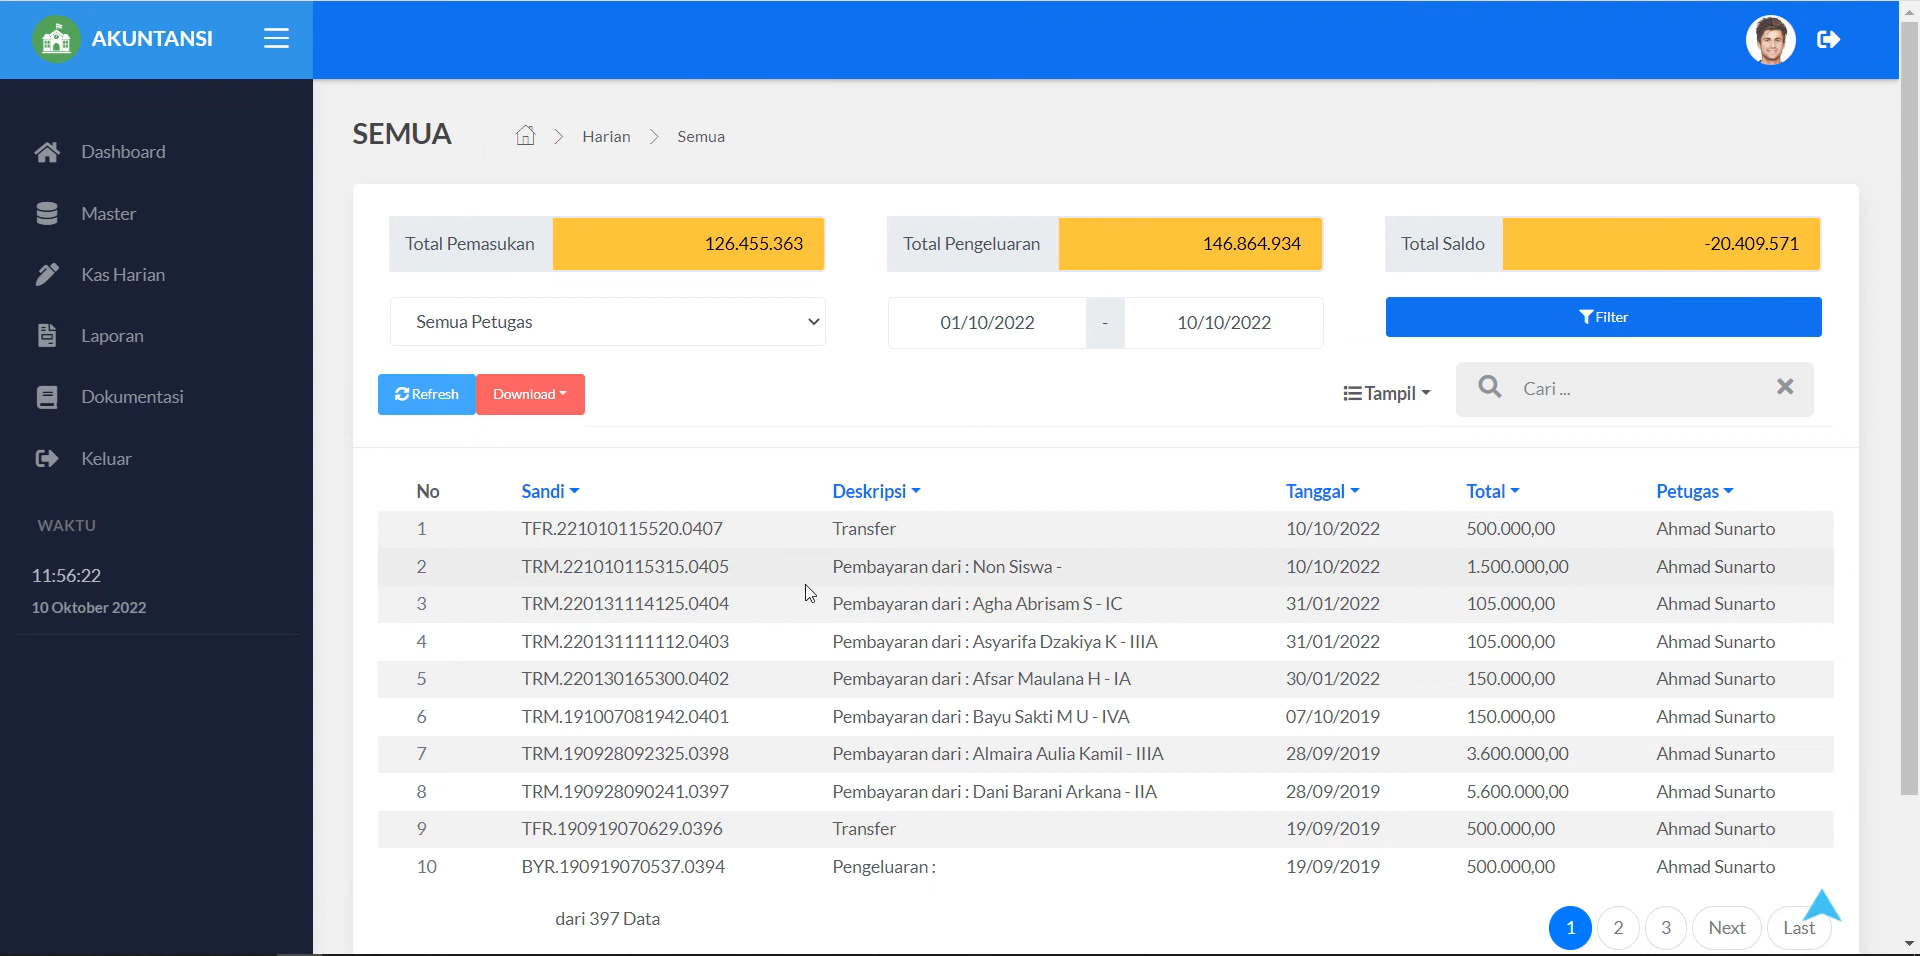 AKUNTANSI
Dashboard
Master
Kas Harian
Laporan
Dokumentasi
Keluar
WAKTU
11:56:22
10 Oktober 2022
SEMUA Harian Semua
Total Pemasukan 126.455.363 Total Pengeluaran 146.864.934 Total Saldo -20.409.571
Semua Petugas 01/10/2022 - 10/10/2022 Filter
Refresh Download Tampil Cari ...
No Sandi Deskripsi Tanggal Total Petugas
1 TFR.221010115520.0407 Transfer 10/10/2022 500.000,00 Ahmad Sunarto
2 TRM.221010115315.0405 Pembayaran dari : Non Siswa - 10/10/2022 1.500.000,00 Ahmad Sunarto
3 TRM.220131114125.0404 Pembayaran dari : Agha Abrisam S - IC 31/01/2022 105.000,00 Ahmad Sunarto
4 TRM.220131111112.0403 Pembayaran dari : Asyarifa Dzakiya K - IIIA 31/01/2022 105.000,00 Ahmad Sunarto
5 TRM.220130165300.0402 Pembayaran dari : Afsar Maulana H - IA 30/01/2022 150.000,00 Ahmad Sunarto
6 TRM.191007081942.0401 Pembayaran dari : Bayu Sakti M U - IVA 07/10/2019 150.000,00 Ahmad Sunarto
7 TRM.190928092325.0398 Pembayaran dari : Almaira Aulia Kamil - IIIA 28/09/2019 3.600.000,00 Ahmad Sunarto
8 TRM.190928090241.0397 Pembayaran dari : Dani Barani Arkana - IIA 28/09/2019 5.600.000,00 Ahmad Sunarto
9 TFR.190919070629.0396 Transfer 19/09/2019 500.000,00 Ahmad Sunarto
10 BYR.190919070537.0394 Pengeluaran : 19/09/2019 500.000,00 Ahmad Sunarto
dari 397 Data
1 2 3 Next Last